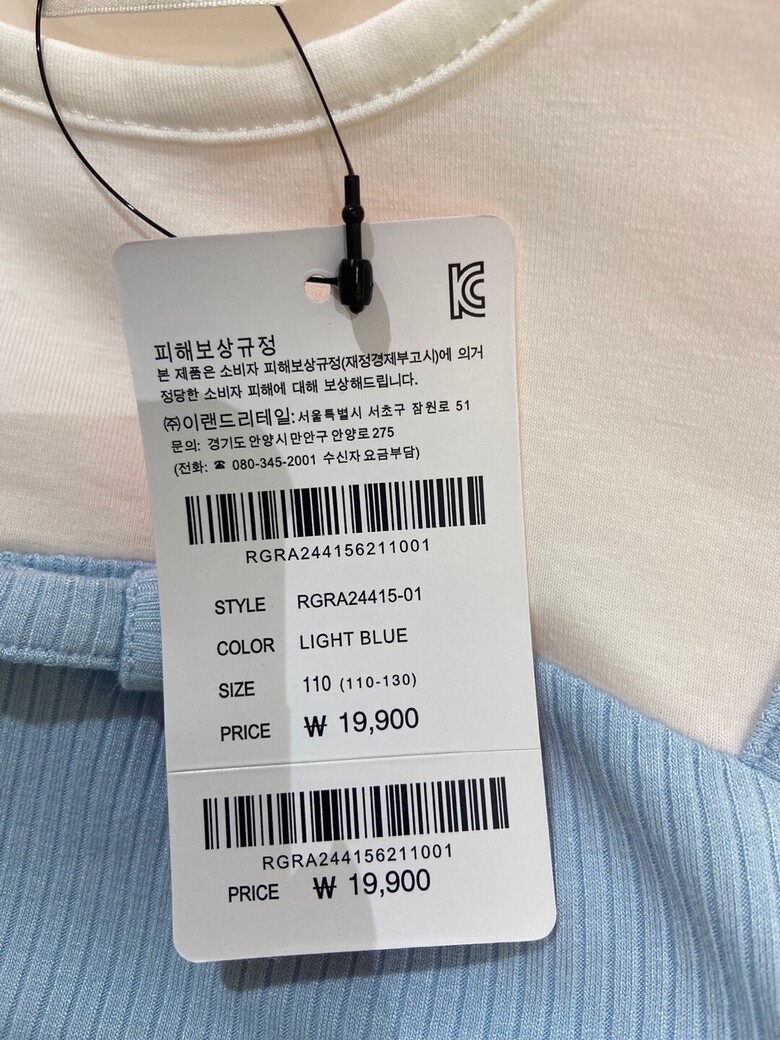 KC
피해보상규정
본 제품은 소비자 피해보상규정(재정경제부고시)에 의거
정당한 소비자 피해에 대해 보상해드립니다.
㈜이랜드리테일:서울특별시 서초구 잠원로 51
문의: 경기도 안양시 만안구 안양로 275
(전화: ☎ 080-345-2001 수신자 요금부담)
RGRA244156211001
STYLE RGRA24415-01
COLOR LIGHT BLUE
SIZE 110 (110-130)
PRICE ₩ 19,900
RGRA244156211001
PRICE ₩ 19,900